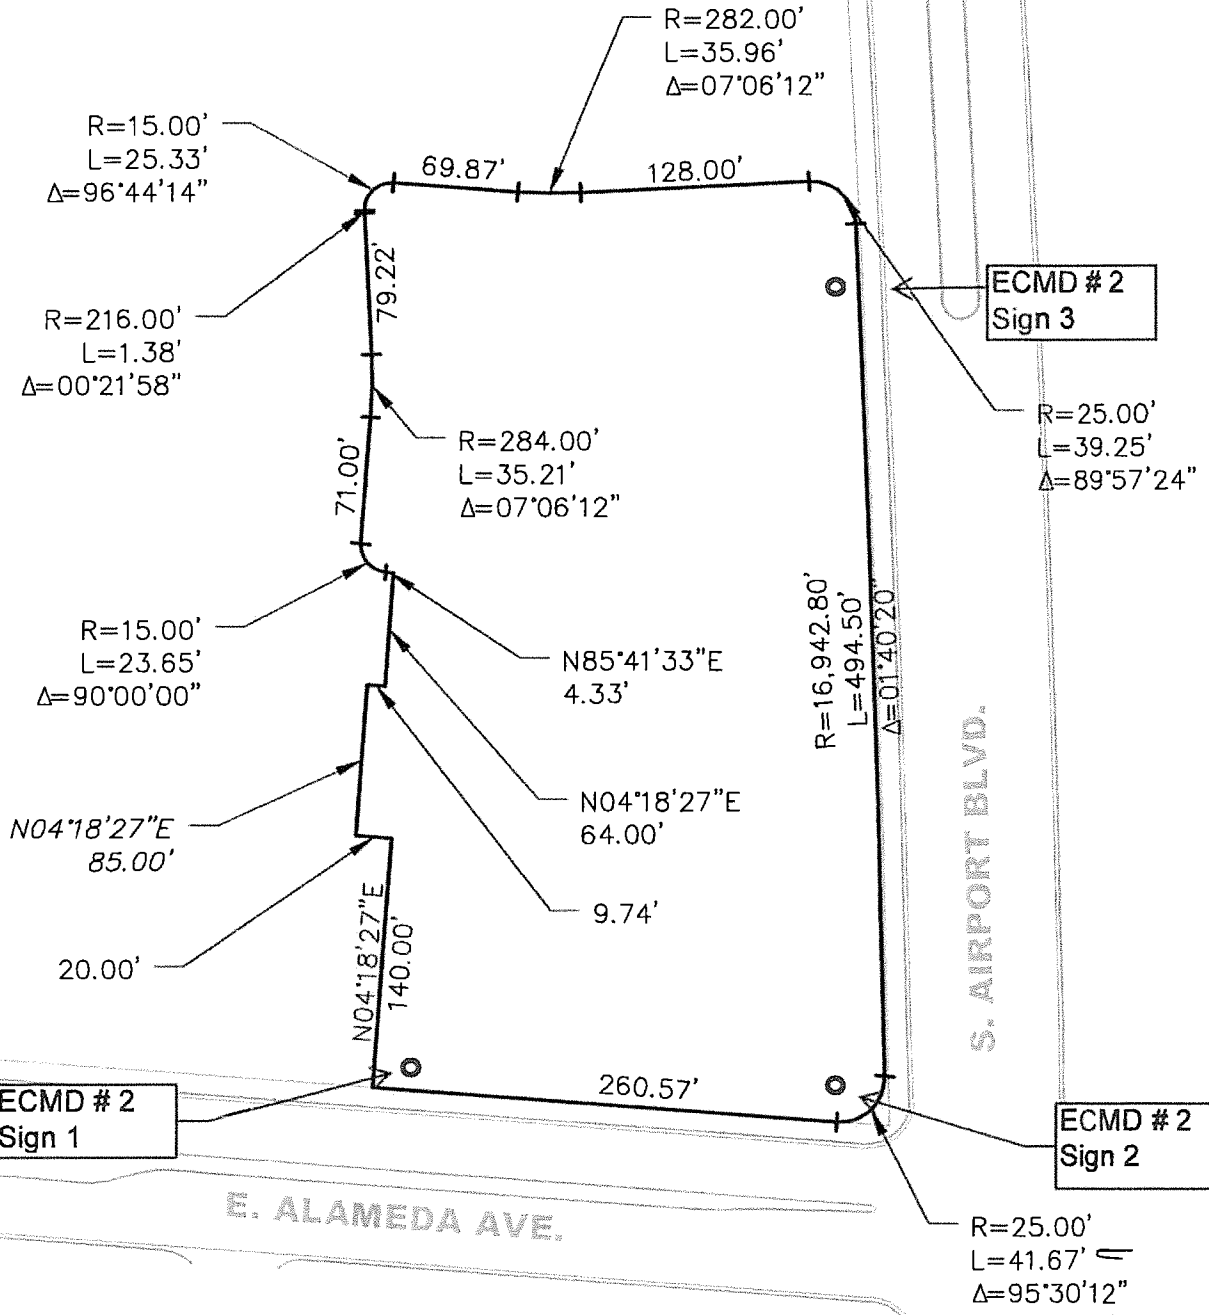 R=282.00'
L=35.96'
Δ=07°06'12"
R=15.00'
L=25.33'
Δ=96°44'14"
69.87'
128.00'
79.22'
ECMD # 2
Sign 3
R=216.00'
L=1.38'
Δ=00°21'58"
R=284.00'
L=35.21'
Δ=07°06'12"
R=25.00'
L=39.25'
Δ=89°57'24"
71.00'
R=15.00'
L=23.65'
Δ=90°00'00"
N85°41'33"E
4.33'
R=16,942.80'
L=494.50'
Δ=01°40'20"
N04°18'27"E
64.00'
N04°18'27"E
85.00'
9.74'
20.00'
N04°18'27"E
140.00'
S. AIRPORT BLVD.
260.57'
ECMD # 2
Sign 1
ECMD # 2
Sign 2
E. ALAMEDA AVE.
R=25.00'
L=41.67'
Δ=95°30'12"